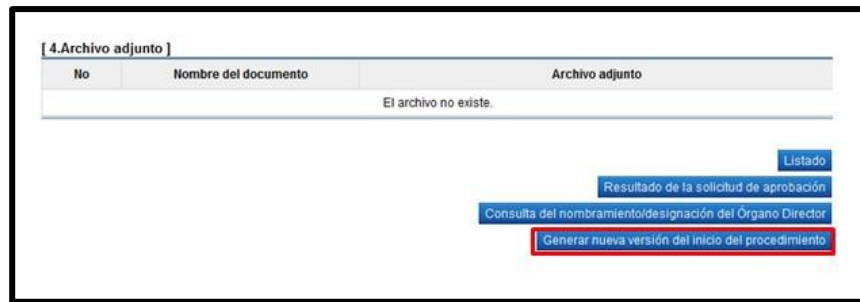 [ 4.Archivo adjunto ]
No Nombre del documento Archivo adjunto
El archivo no existe.
Listado
Resultado de la solicitud de aprobación
Consulta del nombramiento/designación del Órgano Director
Generar nueva versión del inicio del procedimiento